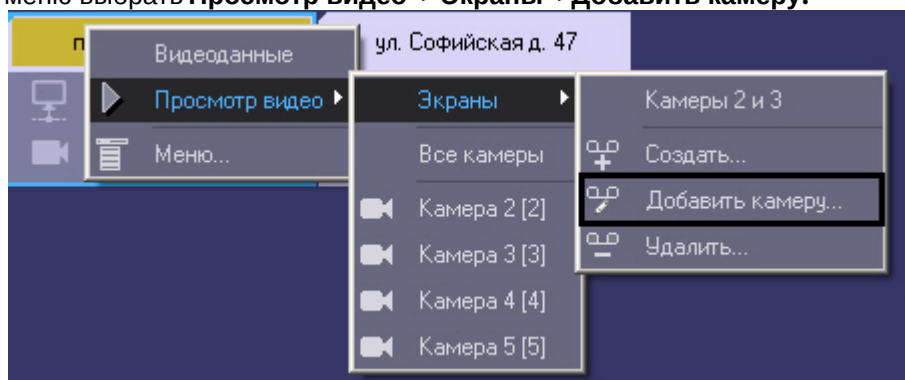 меню выбрать Просмотр видео → Экраны → Добавить камеру.
п
ул. Софийская д. 47
Видеоданные
Просмотр видео
Меню...
Экраны
Все камеры
Камера 2 [2]
Камера 3 [3]
Камера 4 [4]
Камера 5 [5]
Камеры 2 и 3
Создать...
Добавить камеру...
Удалить...